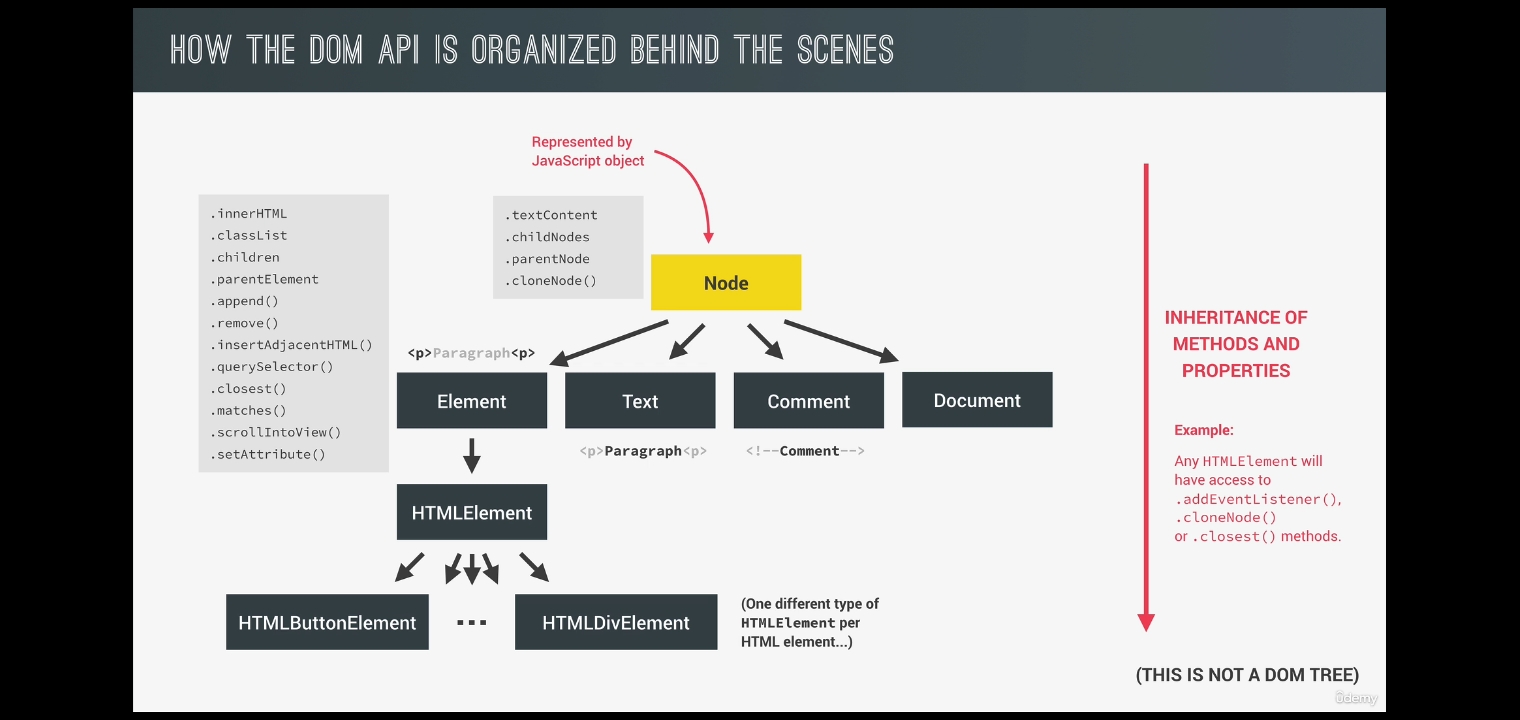 HOW THE DOM API IS ORGANIZED BEHIND THE SCENES
Represented by
JavaScript object
.innerHTML
.classList
.children
.parentElement
.append()
.remove()
.insertAdjacentHTML()
.querySelector()
.closest()
.matches()
.scrollIntoView()
.setAttribute()
.textContent
.childNodes
.parentNode
.cloneNode()
Node
<p>Paragraph<p>
Element
Text
Comment
Document
<p>Paragraph<p>
<!--Comment-->
HTMLElement
HTMLButtonElement
...
HTMLDivElement
(One different type of
HTMLElement per
HTML element...)
INHERITANCE OF
METHODS AND
PROPERTIES
Example:
Any HTMLElement will
have access to
.addEventListener(),
.cloneNode()
or .closest() methods.
(THIS IS NOT A DOM TREE)
ûdemy